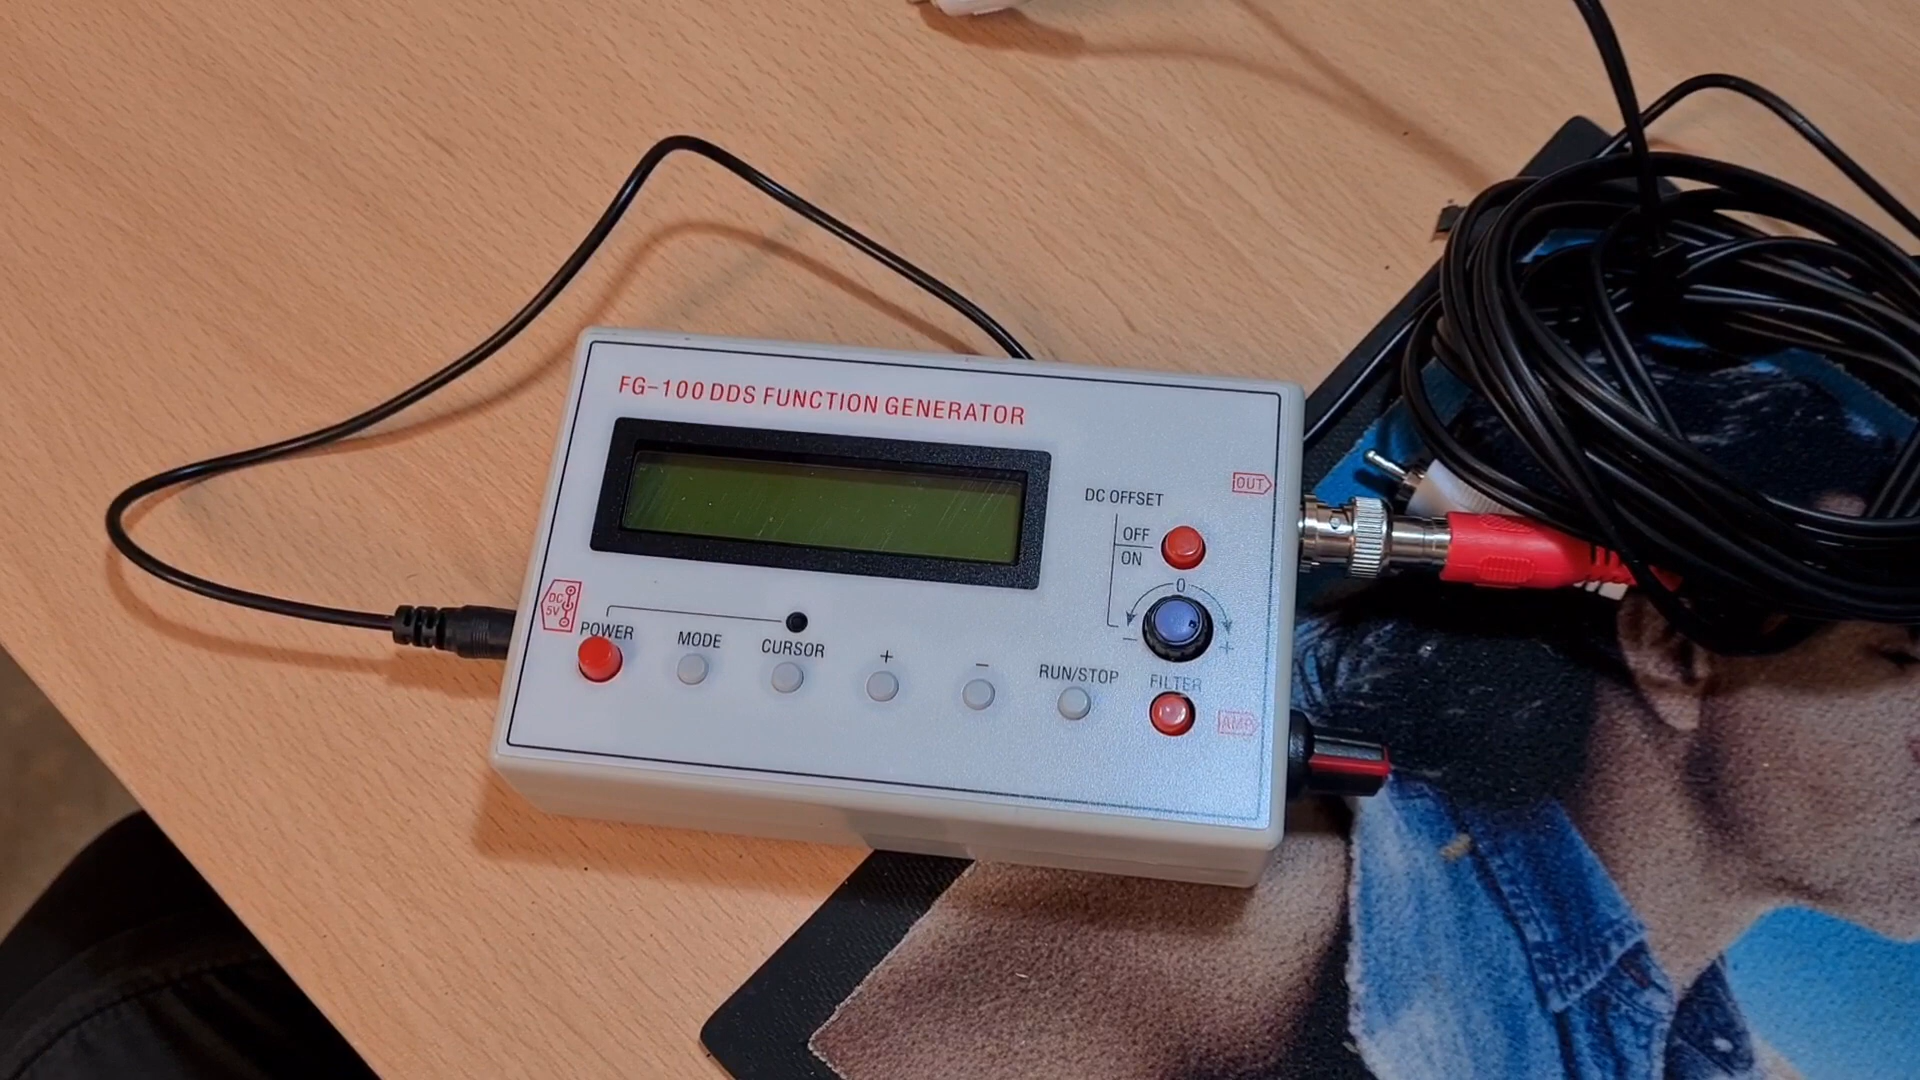 FG-100 DDS FUNCTION GENERATOR
OUT
DC OFFSET
OFF
ON
0
− +
DC
5V
POWER
MODE
CURSOR
+
−
RUN/STOP
FILTER
AMP